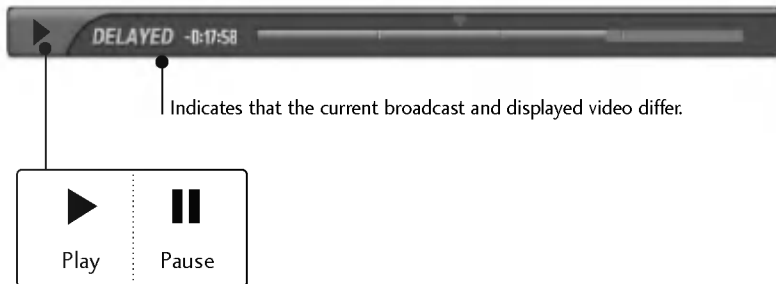 DELAYED -0:17:58
Indicates that the current broadcast and displayed video differ.
Play Pause